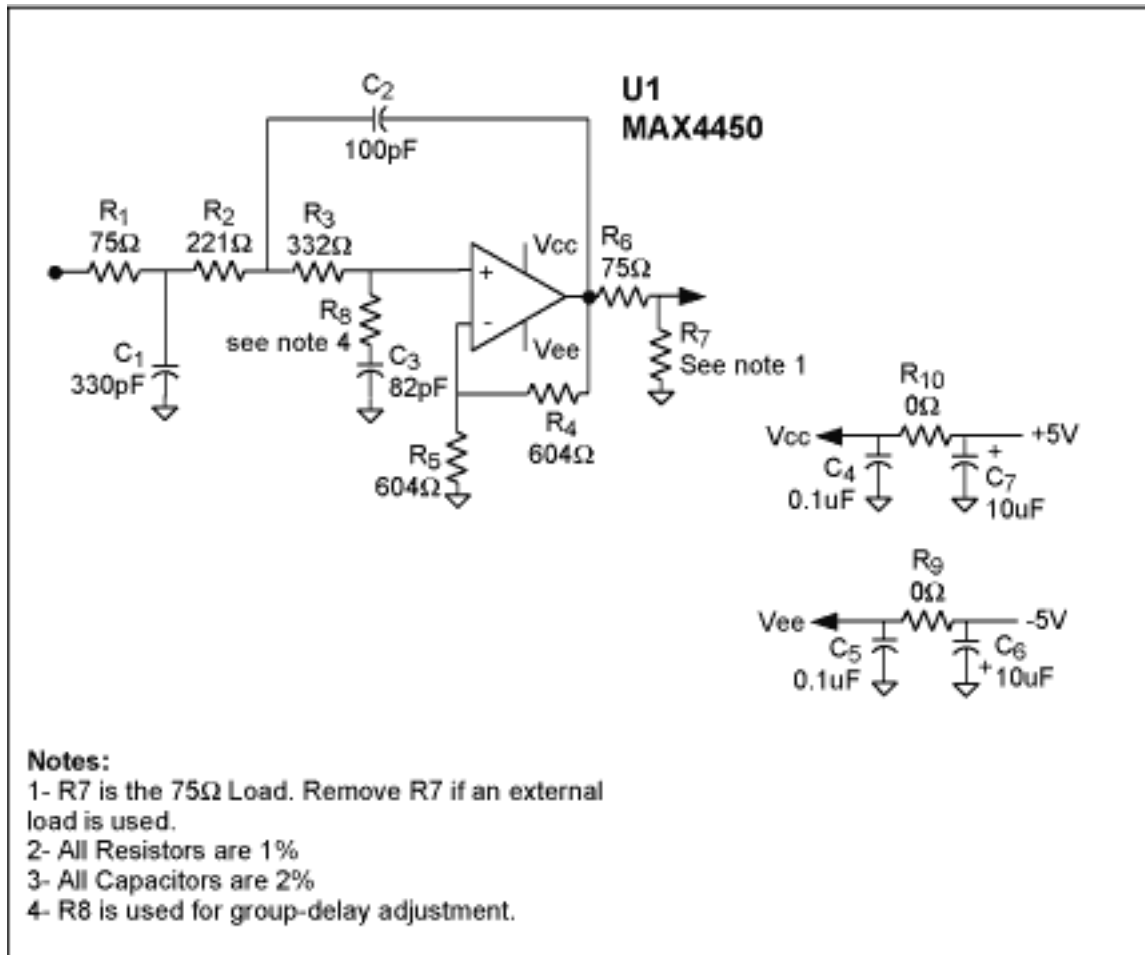 U1
MAX4450
C2
100pF
R1
75Ω
R2
221Ω
R3
332Ω
Vcc
R6
75Ω
+
-
R8
see note 4
Vee
R7
See note 1
C1
330pF
C3
82pF
R4
604Ω
R5
604Ω
R10
0Ω
Vcc
+5V
C4
0.1uF
+
C7
10uF
R9
0Ω
Vee
-5V
C5
0.1uF
+
C6
10uF
Notes:
1- R7 is the 75Ω Load. Remove R7 if an external
load is used.
2- All Resistors are 1%
3- All Capacitors are 2%
4- R8 is used for group-delay adjustment.